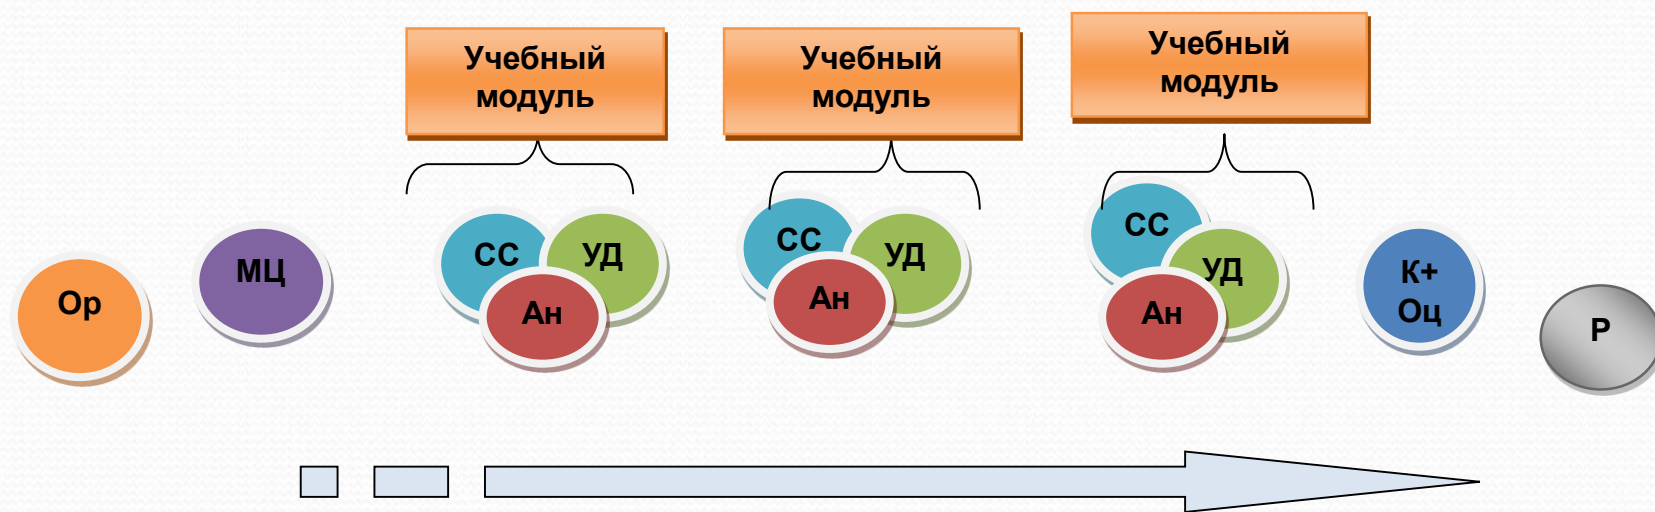 Учебный
модуль
Учебный
модуль
Учебный
модуль
Ор
МЦ
СС
УД
Ан
СС
УД
Ан
СС
УД
Ан
К+
Оц
Р